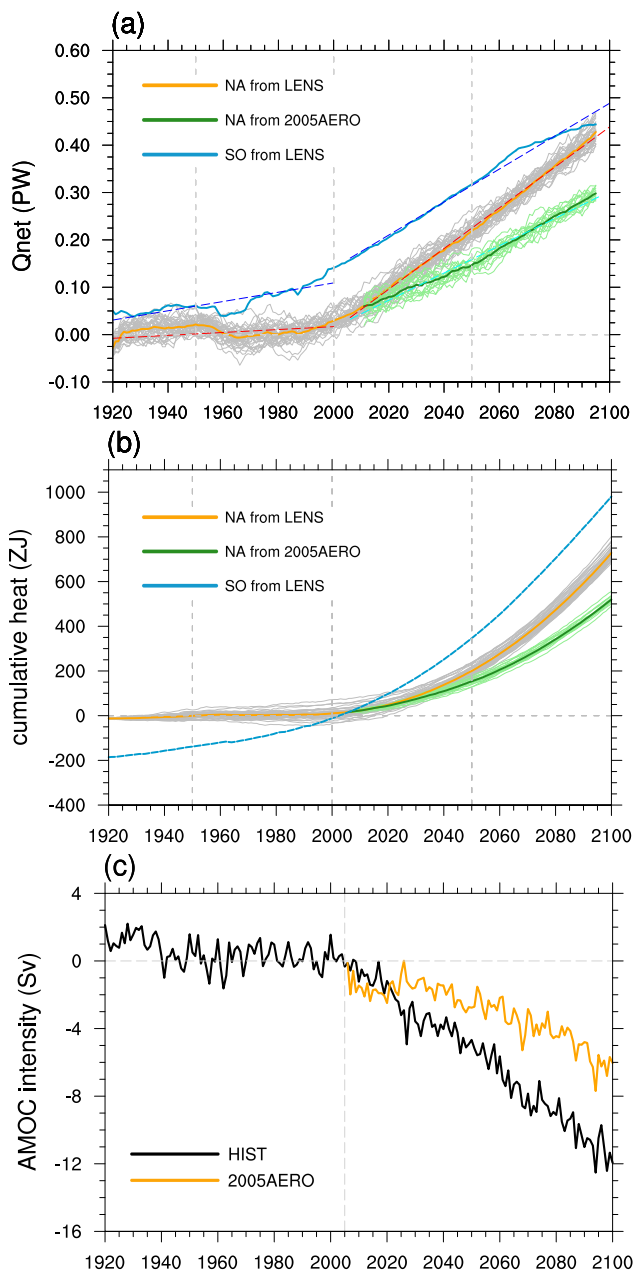 (a)
0.60
0.50
0.40
0.30
0.20
0.10
0.00
-0.10
Qnet (PW)
NA from LENS
NA from 2005AERO
SO from LENS
1920 1940 1960 1980 2000 2020 2040 2060 2080 2100
(b)
1000
800
600
400
200
0
-200
-400
cumulative heat (ZJ)
NA from LENS
NA from 2005AERO
SO from LENS
1920 1940 1960 1980 2000 2020 2040 2060 2080 2100
(c)
4
0
-4
-8
-12
-16
AMOC intensity (Sv)
HIST
2005AERO
1920 1940 1960 1980 2000 2020 2040 2060 2080 2100